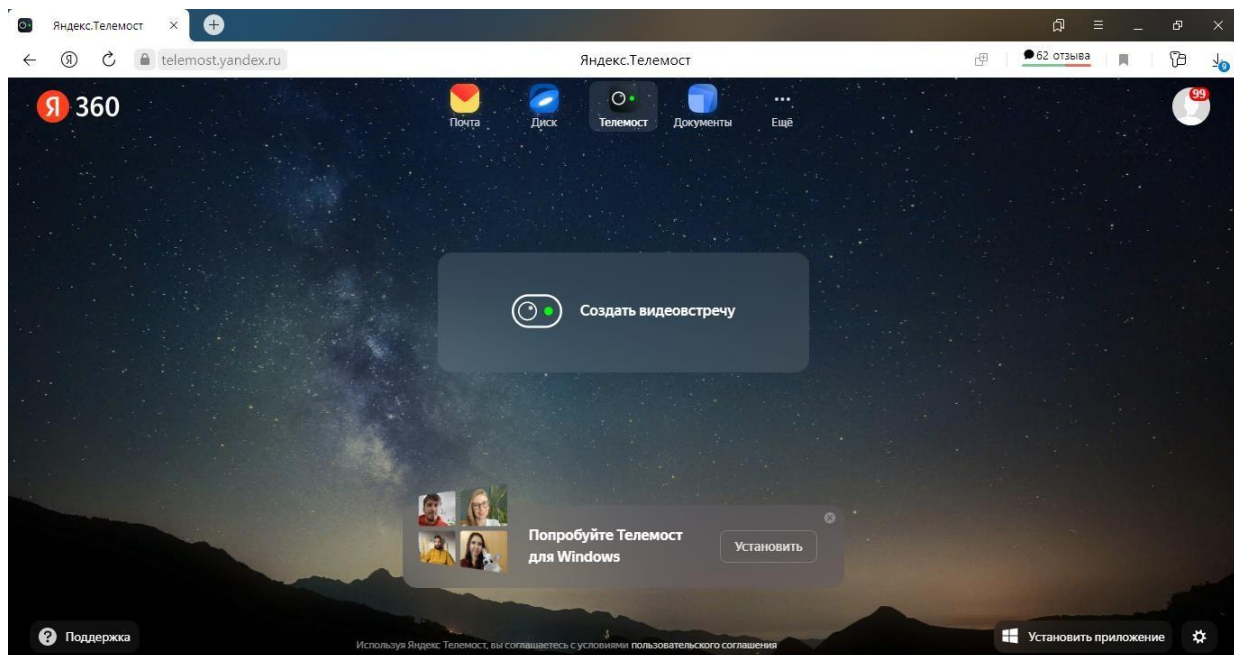 Яндекс.Телемост
telemost.yandex.ru
Яндекс.Телемост
62 отзыва
9
Я 360
Почта
Диск
Телемост
Документы
Ещё
99
Создать видеовстречу
Попробуйте Телемост
для Windows
Установить
Поддержка
Используя Яндекс Телемост, вы соглашаетесь с условиями пользовательского соглашения
Установить приложение